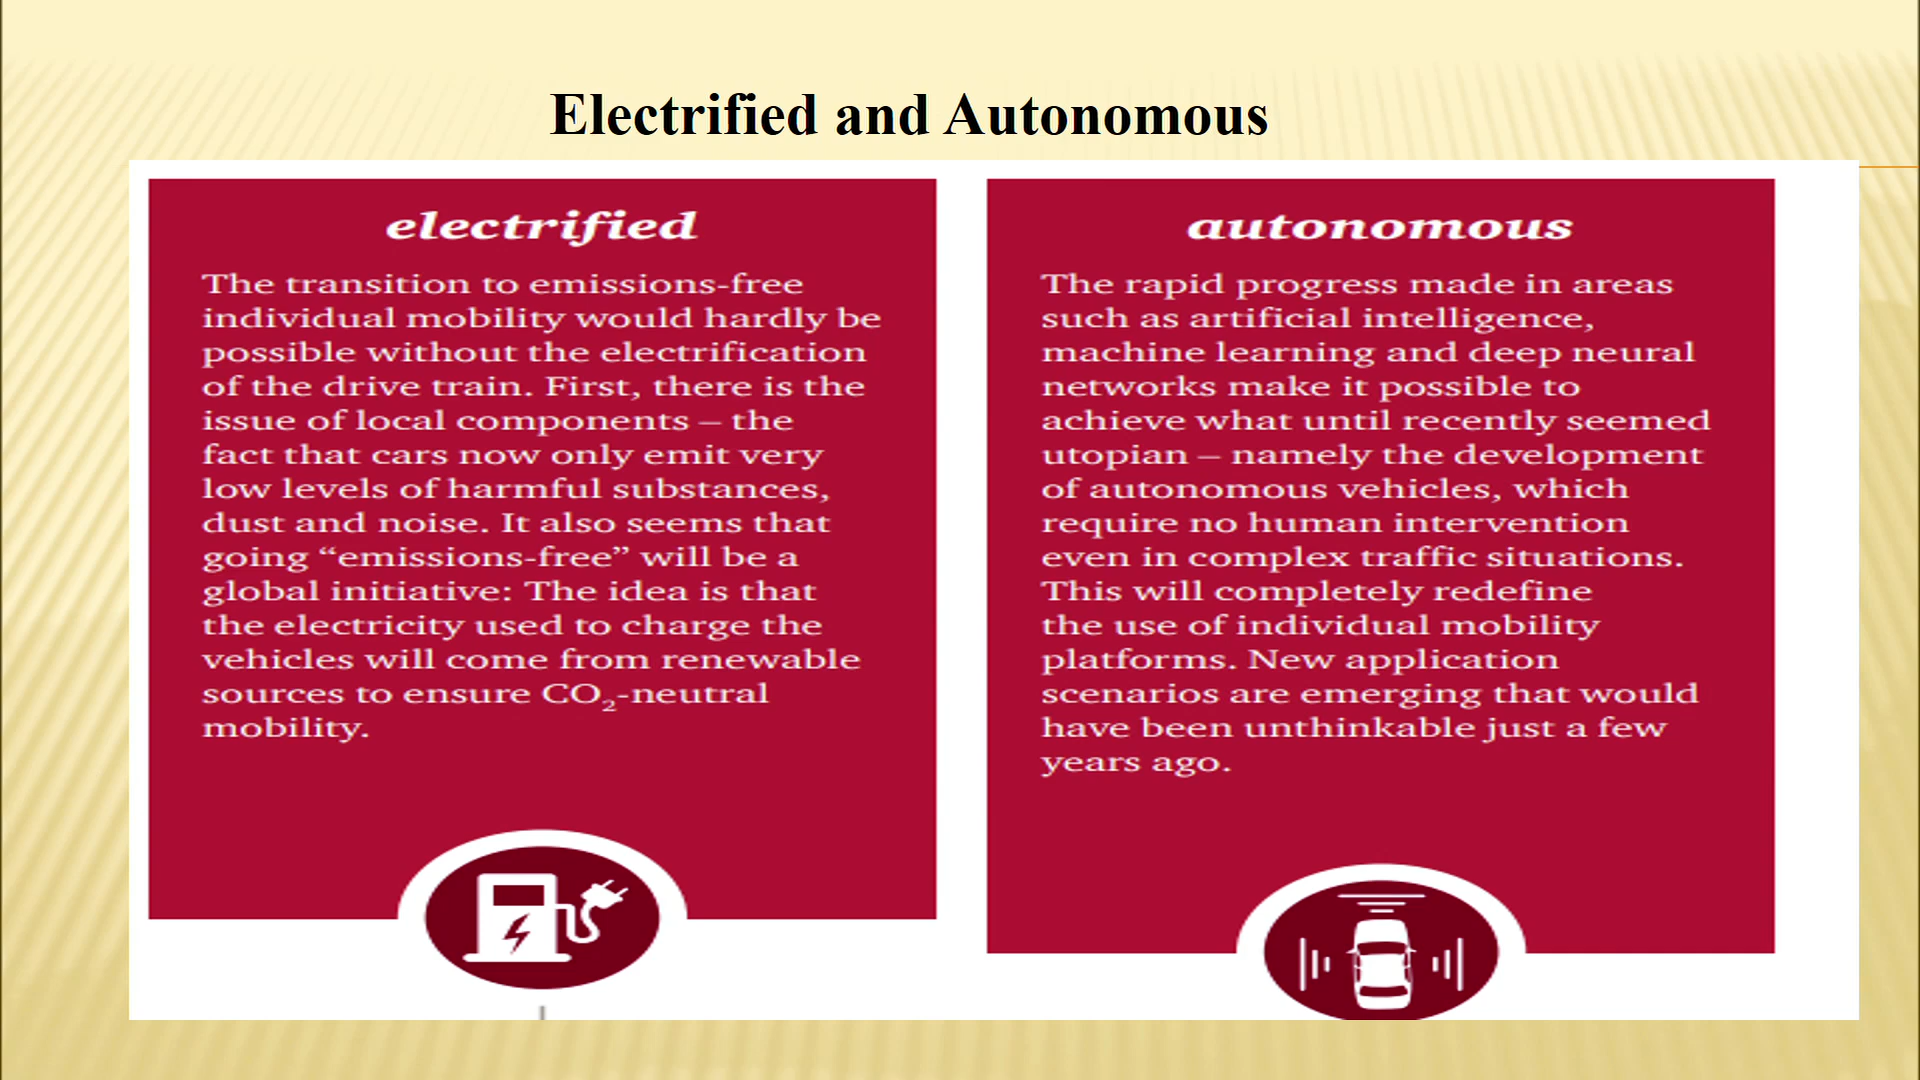 Electrified and Autonomous
electrified
The transition to emissions-free
individual mobility would hardly be
possible without the electrification
of the drive train. First, there is the
issue of local components – the
fact that cars now only emit very
low levels of harmful substances,
dust and noise. It also seems that
going “emissions-free” will be a
global initiative: The idea is that
the electricity used to charge the
vehicles will come from renewable
sources to ensure CO₂-neutral
mobility.
autonomous
The rapid progress made in areas
such as artificial intelligence,
machine learning and deep neural
networks make it possible to
achieve what until recently seemed
utopian – namely the development
of autonomous vehicles, which
require no human intervention
even in complex traffic situations.
This will completely redefine
the use of individual mobility
platforms. New application
scenarios are emerging that would
have been unthinkable just a few
years ago.